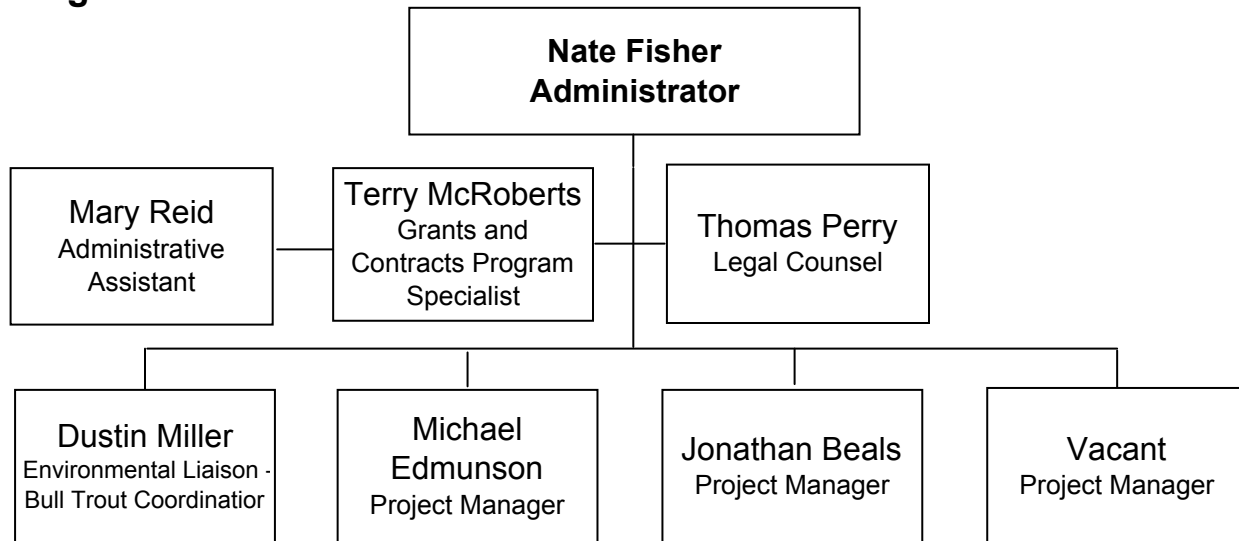 Nate Fisher
Administrator
Mary Reid
Administrative
Assistant
Terry McRoberts
Grants and
Contracts Program
Specialist
Thomas Perry
Legal Counsel
Dustin Miller
Environmental Liaison -
Bull Trout Coordinatior
Michael
Edmunson
Project Manager
Jonathan Beals
Project Manager
Vacant
Project Manager